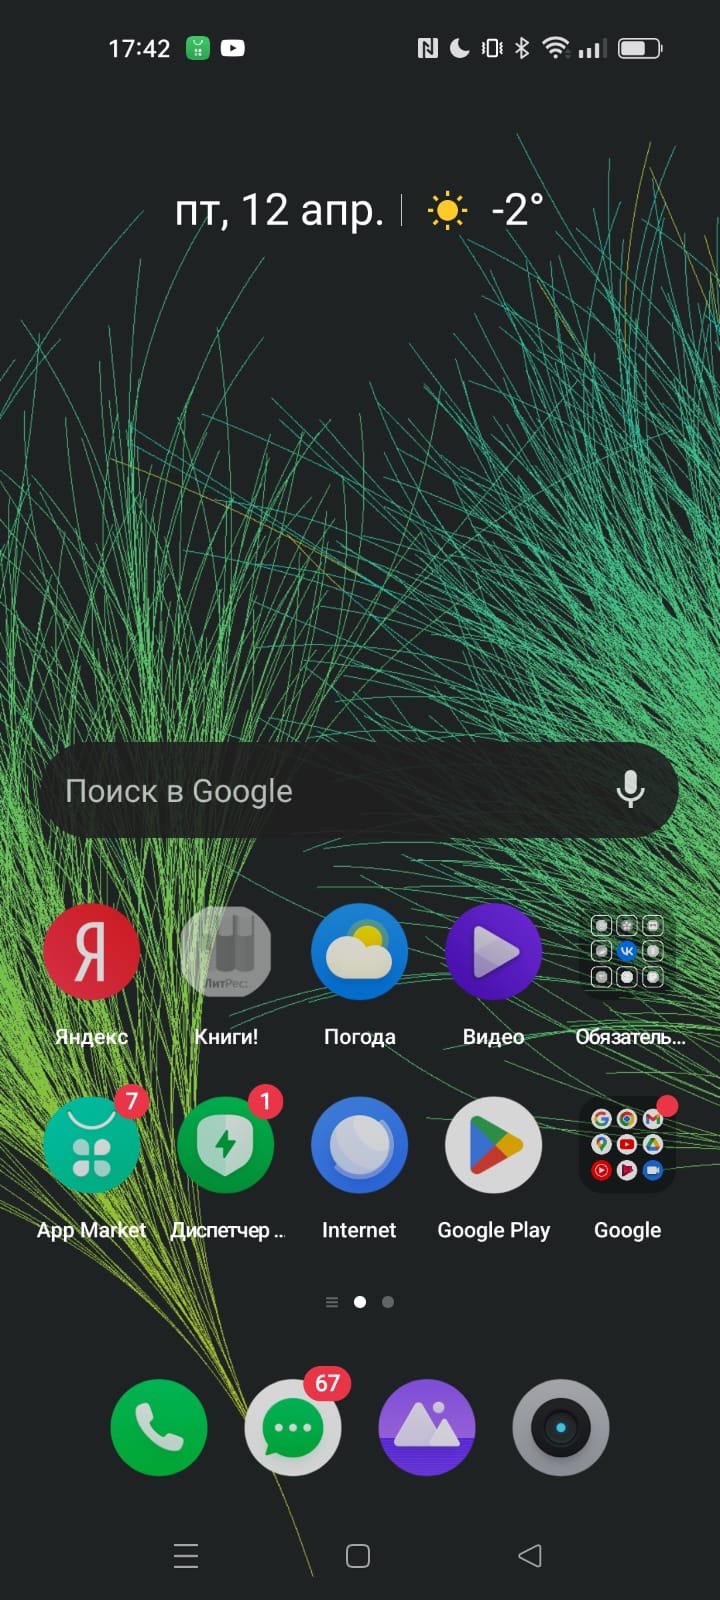 17:42
пт, 12 апр. -2°
Поиск в Google
Я
ЛитРес:
Яндекс Книги! Погода Видео Обязатель...
7 1
App Market Диспетчер .. Internet Google Play Google
67